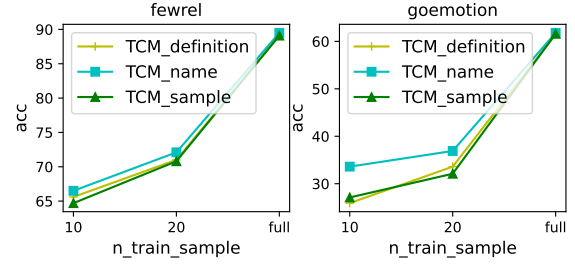 fewrel
acc
90
85
80
75
70
65
TCM_definition
TCM_name
TCM_sample
10
20
full
n_train_sample
goemotion
acc
60
50
40
30
TCM_definition
TCM_name
TCM_sample
10
20
full
n_train_sample